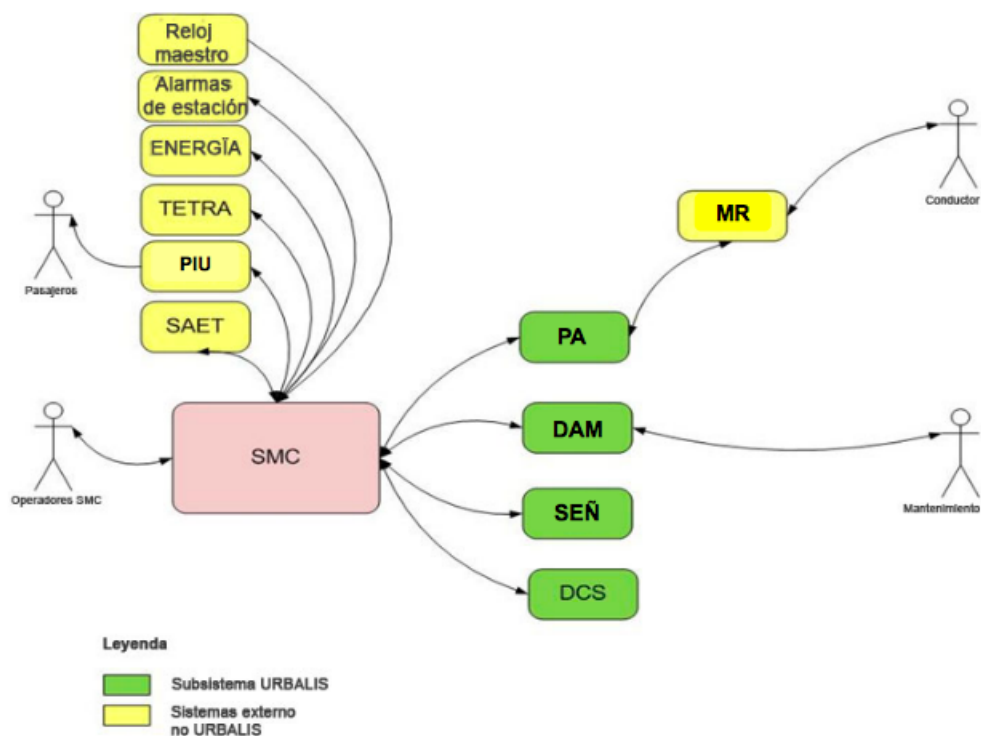 Reloj
maestro
Alarmas
de estación
ENERGÏA
TETRA
PIU
SAET
Pasajeros
MR
Conductor
PA
DAM
SMC
Operadores SMC
SEÑ
Mantenimiento
DCS
Leyenda
Subsistema URBALIS
Sistemas externo
no URBALIS